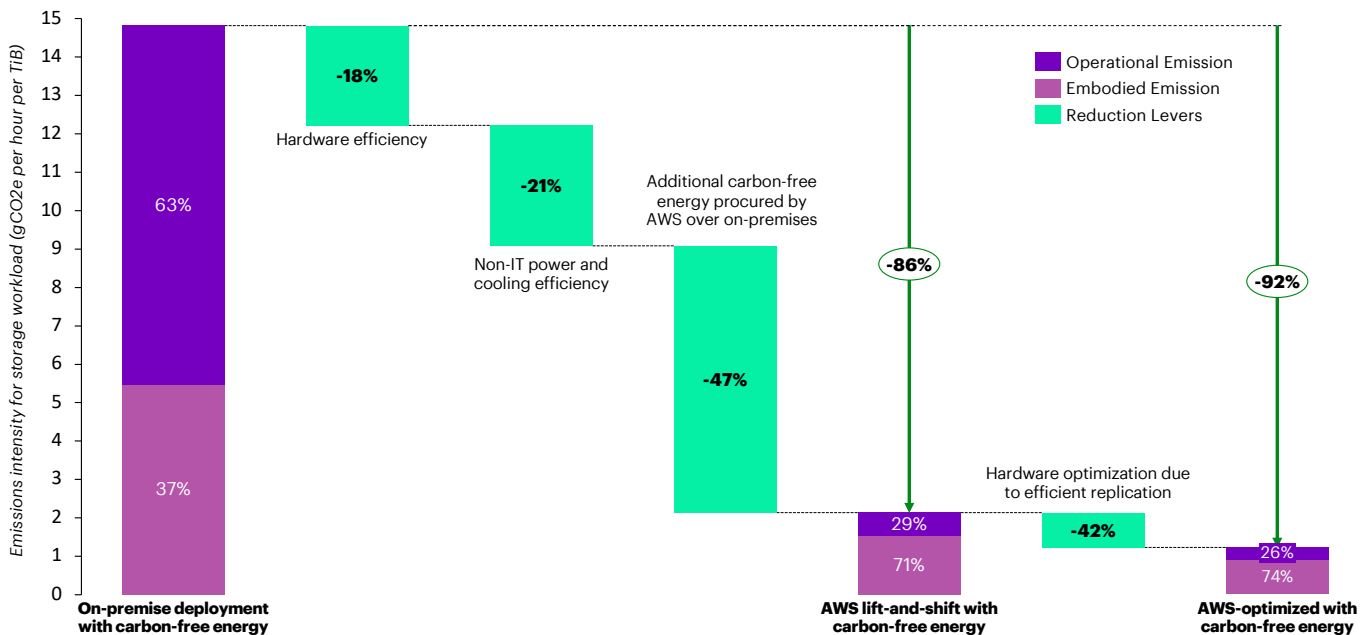 Emissions intensity for storage workload (gCO2e per hour per TiB)
15
14
13
12
11
10
9
8
7
6
5
4
3
2
1
0
63%
37%
-18%
Hardware efficiency
-21%
Non-IT power and
cooling efficiency
Additional carbon-free
energy procured by
AWS over on-premises
-47%
-86%
29%
71%
Hardware optimization due
to efficient replication
-42%
-92%
26%
74%
Operational Emission
Embodied Emission
Reduction Levers
On-premise deployment
with carbon-free energy
AWS lift-and-shift with
carbon-free energy
AWS-optimized with
carbon-free energy